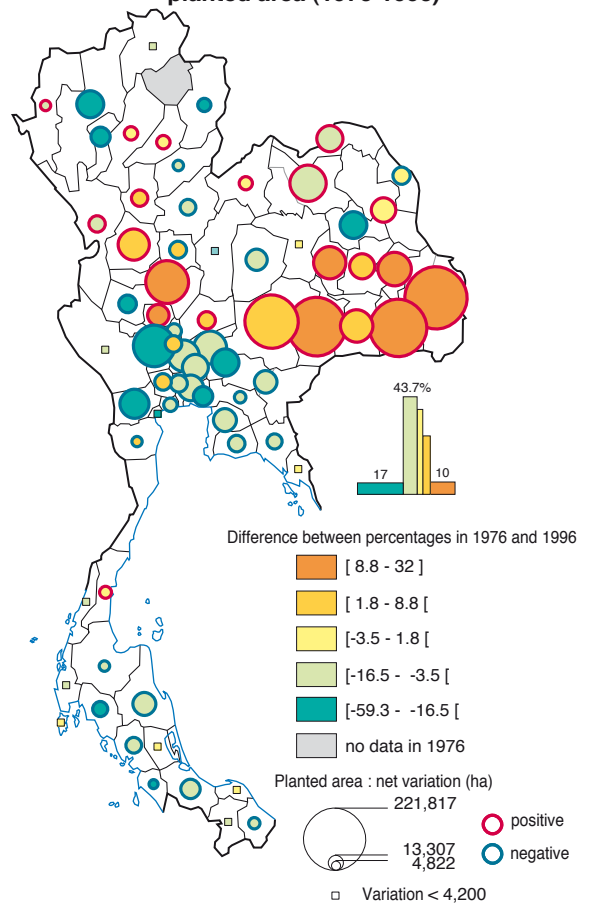 43.7%
17
10
Difference between percentages in 1976 and 1996
[ 8.8 - 32 ]
[ 1.8 - 8.8 [
[-3.5 - 1.8 [
[-16.5 - -3.5 [
[-59.3 - -16.5 [
no data in 1976
Planted area : net variation (ha)
221,817
13,307
4,822
positive
negative
Variation < 4,200